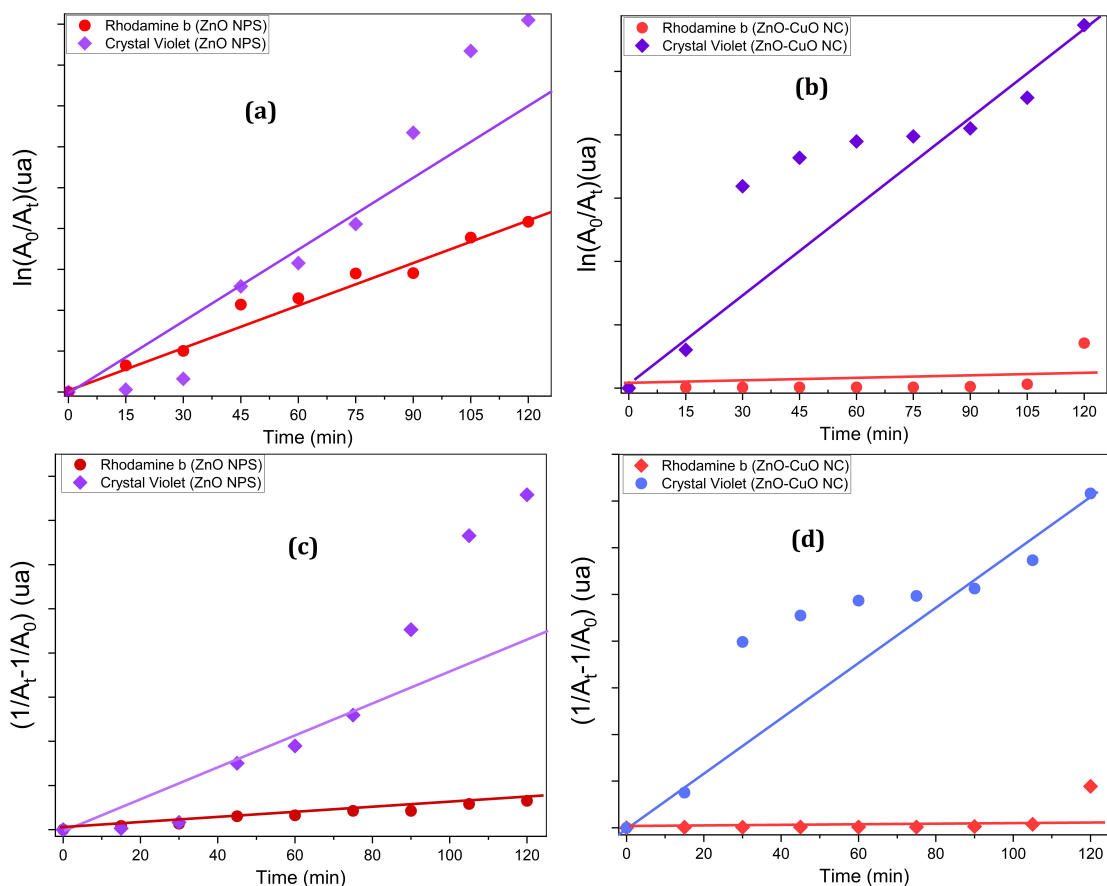 Rhodamine b (ZnO NPS)
Crystal Violet (ZnO NPS)
(a)
ln(A0/At)(ua)
0 15 30 45 60 75 90 105 120
Time (min)
Rhodamine b (ZnO-CuO NC)
Crystal Violet (ZnO-CuO NC)
(b)
ln(A0/At)(ua)
0 15 30 45 60 75 90 105 120
Time (min)
Rhodamine b (ZnO NPS)
Crystal Violet (ZnO NPS)
(c)
(1/At-1/A0) (ua)
0 20 40 60 80 100 120
Time (min)
Rhodamine b (ZnO-CuO NC)
Crystal Violet (ZnO-CuO NC)
(d)
(1/At-1/A0) (ua)
0 20 40 60 80 100 120
Time (min)